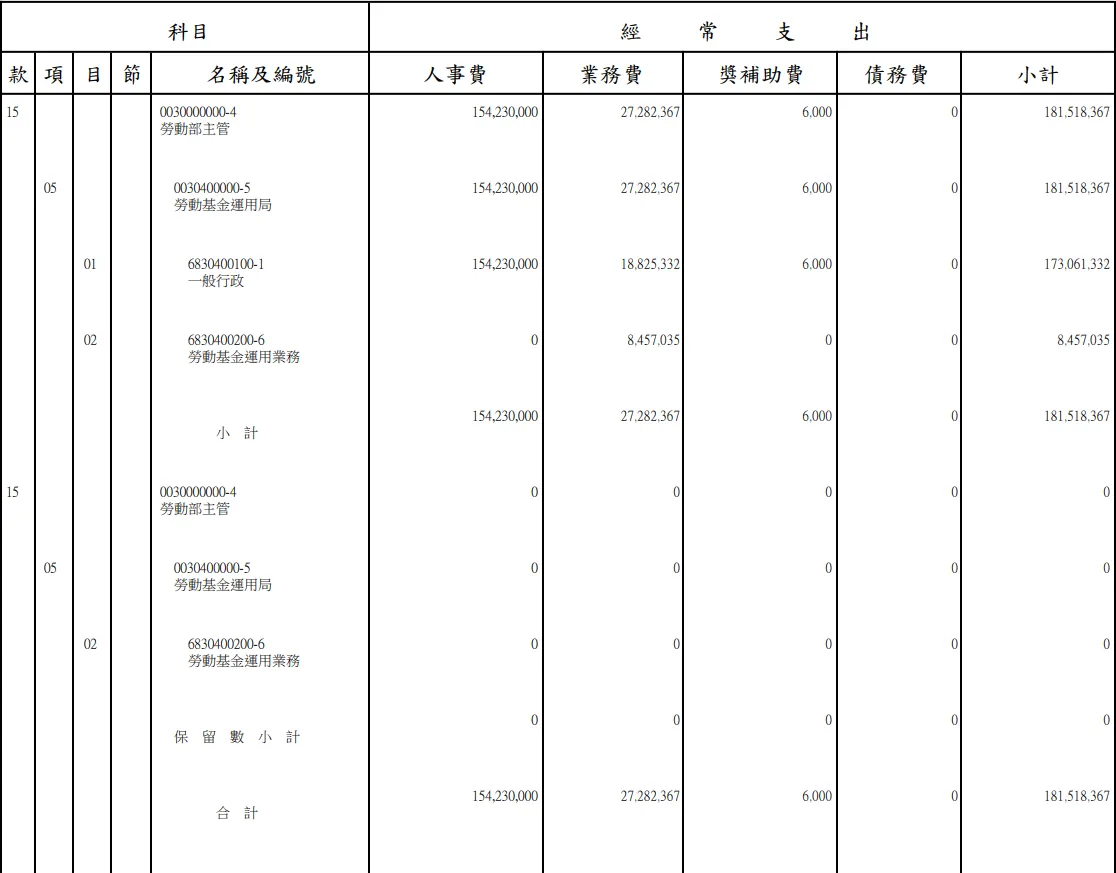 科目 經 常 支 出
款 項 目 節 名稱及編號 人事費 業務費 獎補助費 債務費 小計
15 0030000000-4 154,230,000 27,282,367 6,000 0 181,518,367
勞動部主管
05 0030400000-5 154,230,000 27,282,367 6,000 0 181,518,367
勞動基金運用局
01 6830400100-1 154,230,000 18,825,332 6,000 0 173,061,332
一般行政
02 6830400200-6 0 8,457,035 0 0 8,457,035
勞動基金運用業務
154,230,000 27,282,367 6,000 0 181,518,367
小 計
15 0030000000-4 0 0 0 0 0
勞動部主管
05 0030400000-5 0 0 0 0 0
勞動基金運用局
02 6830400200-6 0 0 0 0 0
勞動基金運用業務
0 0 0 0 0
保 留 數 小 計
154,230,000 27,282,367 6,000 0 181,518,367
合 計